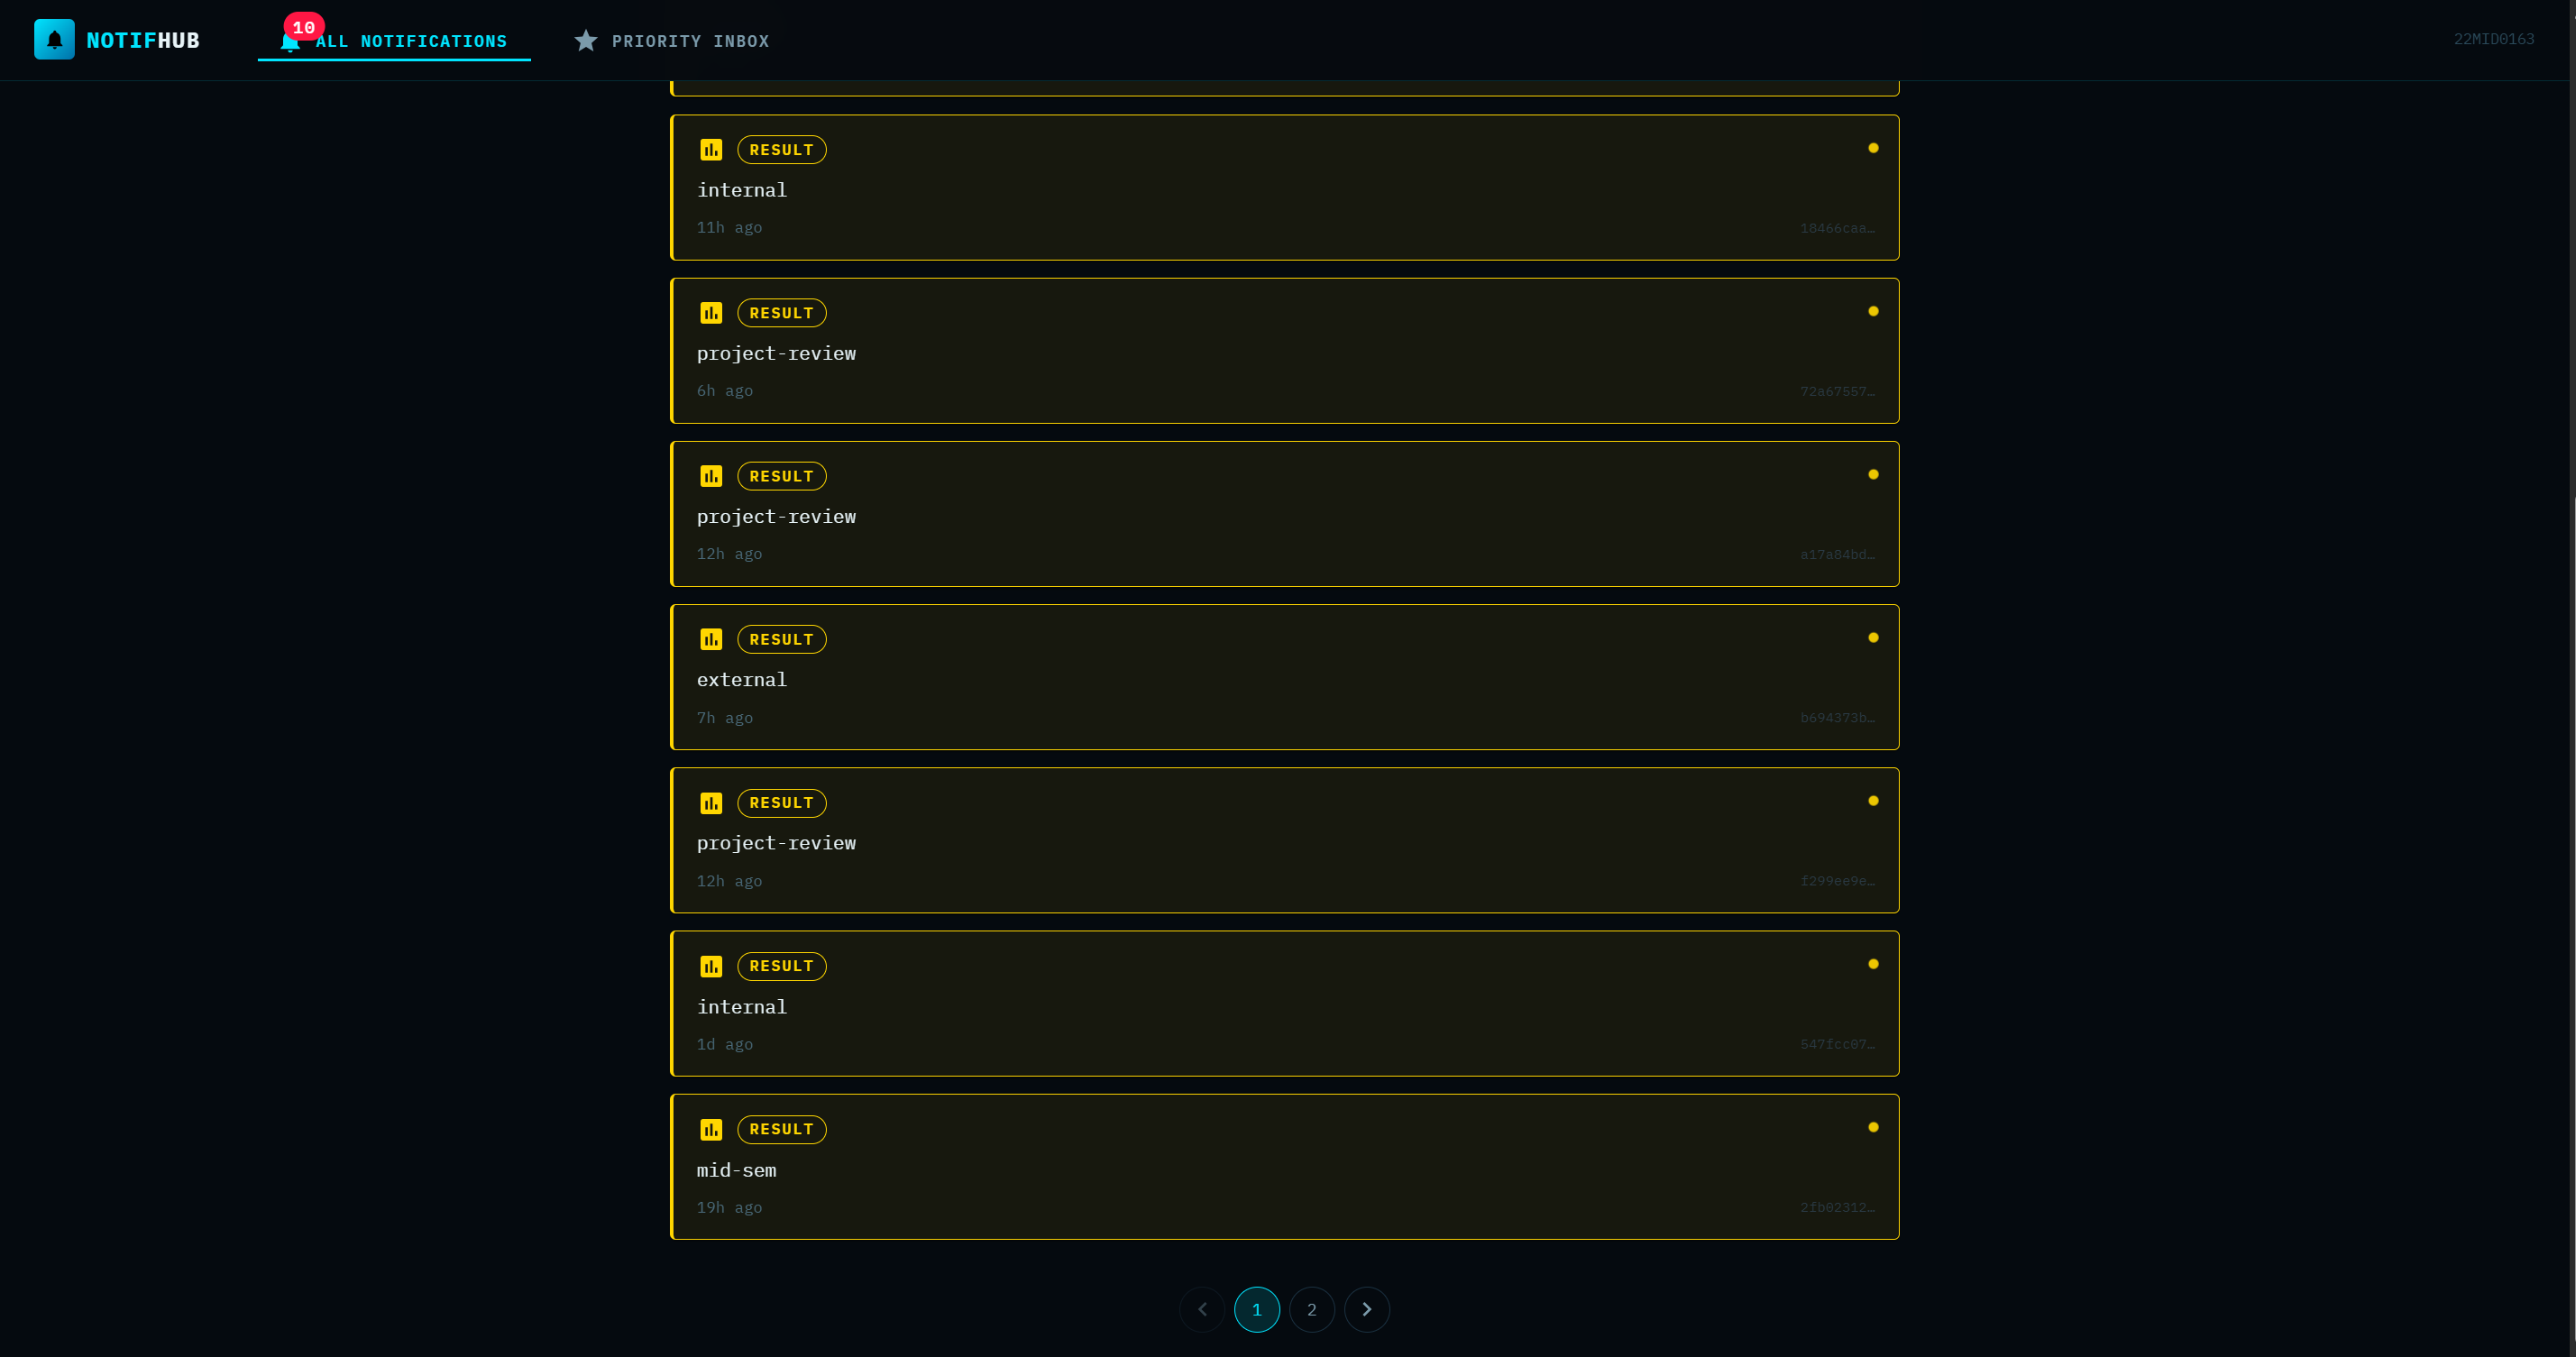 NOTIFHUB
10
ALL NOTIFICATIONS
PRIORITY INBOX
22MID0163
RESULT
internal
11h ago
18466caa…
RESULT
project-review
6h ago
72a67557…
RESULT
project-review
12h ago
a17a84bd…
RESULT
external
7h ago
b694373b…
RESULT
project-review
12h ago
f299ee9e…
RESULT
internal
1d ago
547fcc07…
RESULT
mid-sem
19h ago
2fb02312…
1
2